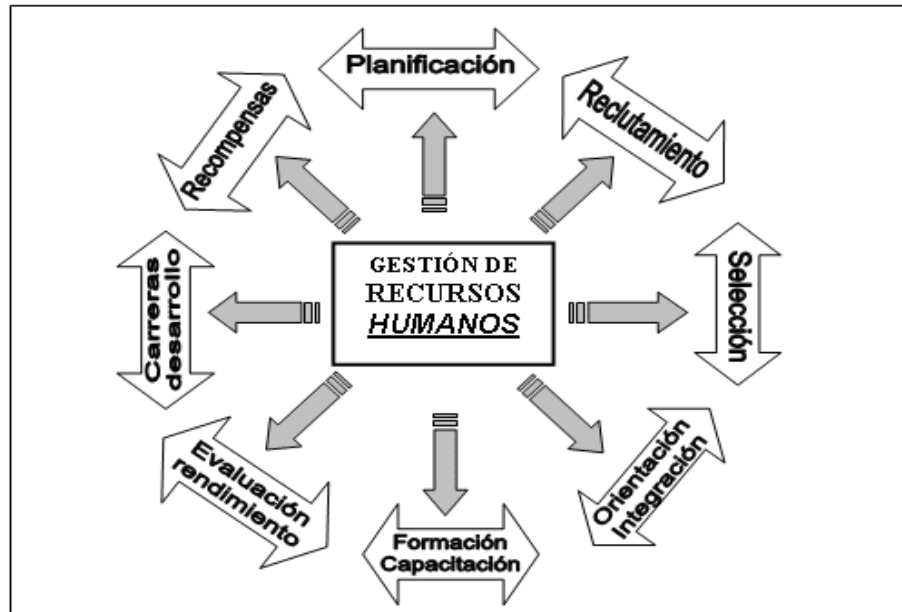 Planificación
Reclutamiento
Selección
Orientación
Integración
Formación
Capacitación
Evaluación
rendimiento
Carreras
desarrollo
Recompensas
GESTIÓN DE
RECURSOS
HUMANOS